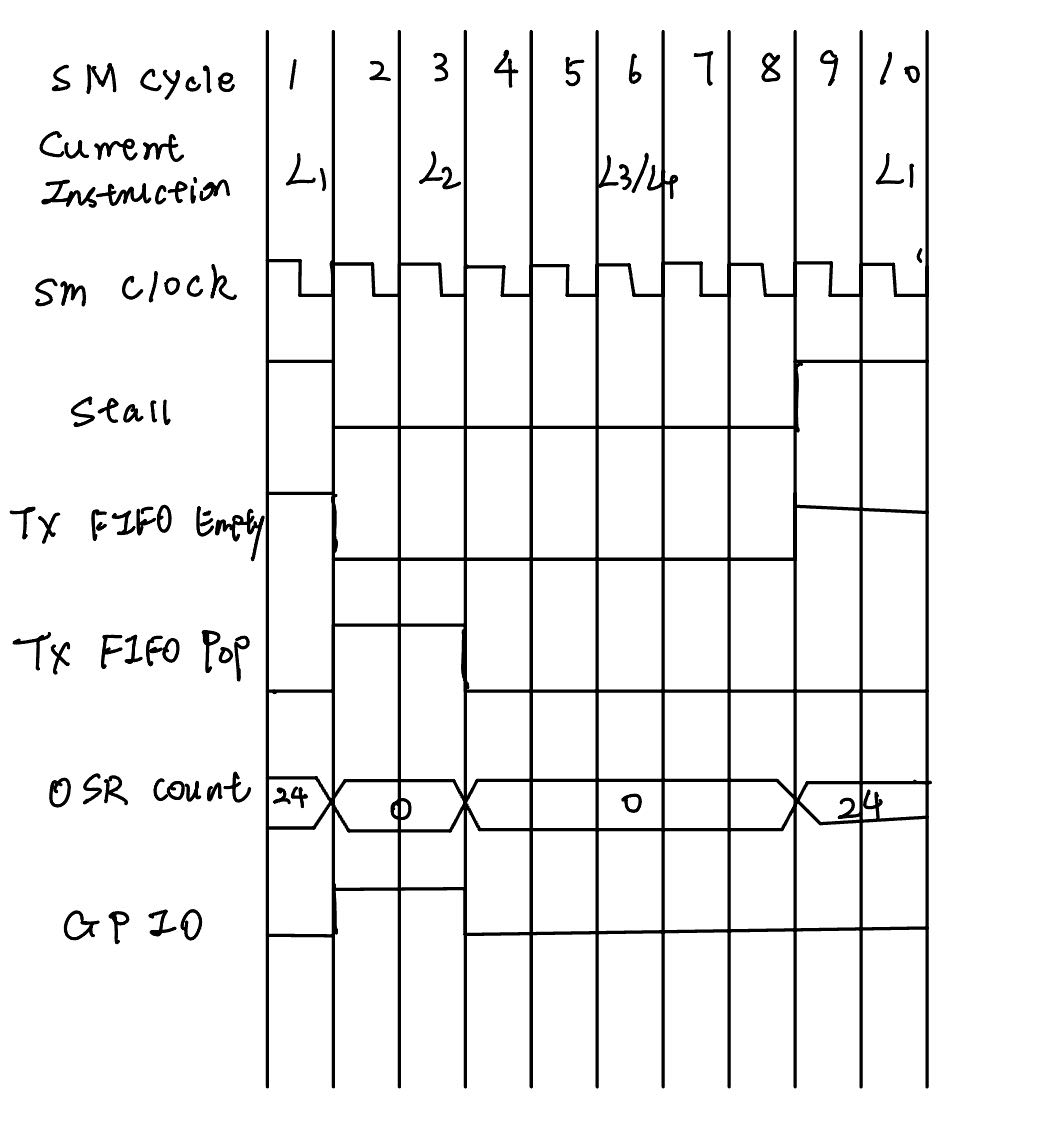 SM cycle 1 2 3 4 5 6 7 8 9 10
Current
Instruction L1 L2 L3/L4 L1
Sm clock
Stall
Tx FIFO Empty
Tx FIFO Pop
OSR count 24 0 0 24
GPIO